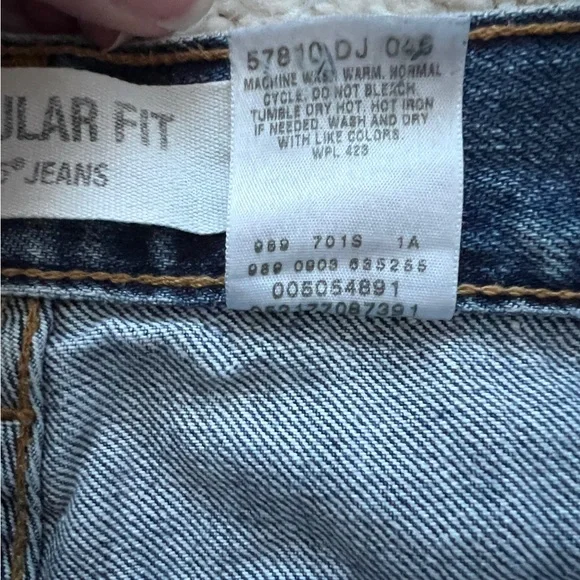 ULAR FIT
JEANS
57810 DJ
MACHINE WASH WARM. NORMAL
CYCLE. DO NOT BLEACH.
TUMBLE DRY HOT. HOT IRON
IF NEEDED. WASH AND DRY
WITH LIKE COLORS.
WPL 423
989 701S 1A
989 0903 635255
005054891